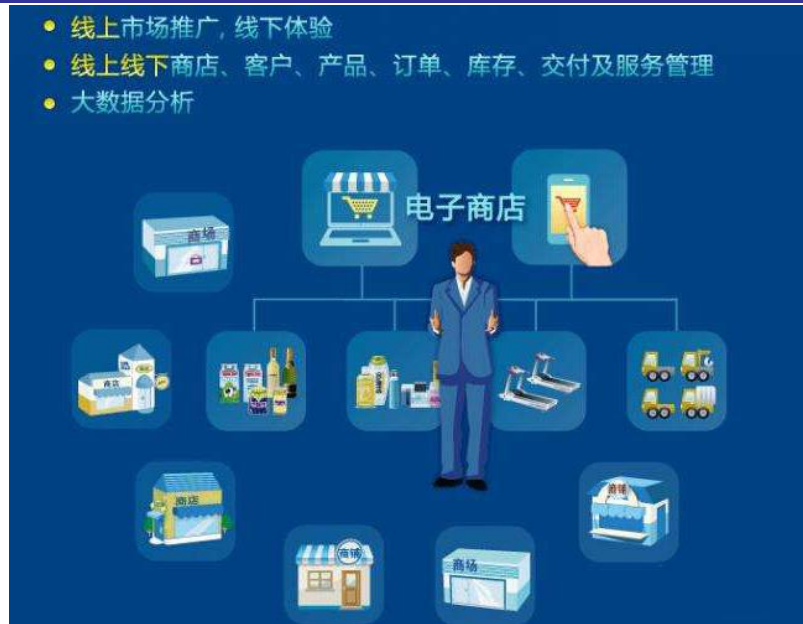 线上市场推广, 线下体验
线上线下商店、客户、产品、订单、库存、交付及服务管理
大数据分析
电子商店
商场
商店
商店
商铺
商铺
商场